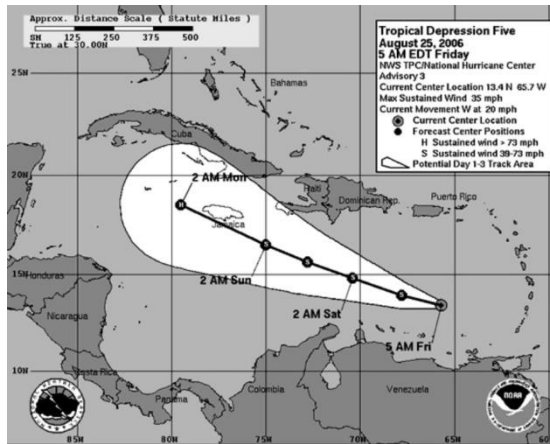 Approx. Distance Scale ( Statute Miles )
SM 125 250 375 500
True at 30.00N
Tropical Depression Five
August 25, 2006
5 AM EDT Friday
NWS TPC/National Hurricane Center
Advisory 3
Current Center Location 13.4 N 65.7 W
Max Sustained Wind 35 mph
Current Movement W at 20 mph
Current Center Location
Forecast Center Positions
H Sustained wind > 73 mph
S Sustained wind 39-73 mph
Potential Day 1-3 Track Area
25N
Bahamas
Cuba
20N
2 AM Mon
Haiti
Dominican Rep.
Puerto Rico
H
Jamaica
S
S
2 AM Sun
S
S
15N
Honduras
2 AM Sat
Nicaragua
5 AM Fri
10N
Costa Rica
Panama
Colombia
Venezuela
NOAA
85W 80W 75W 70W 65W 60W